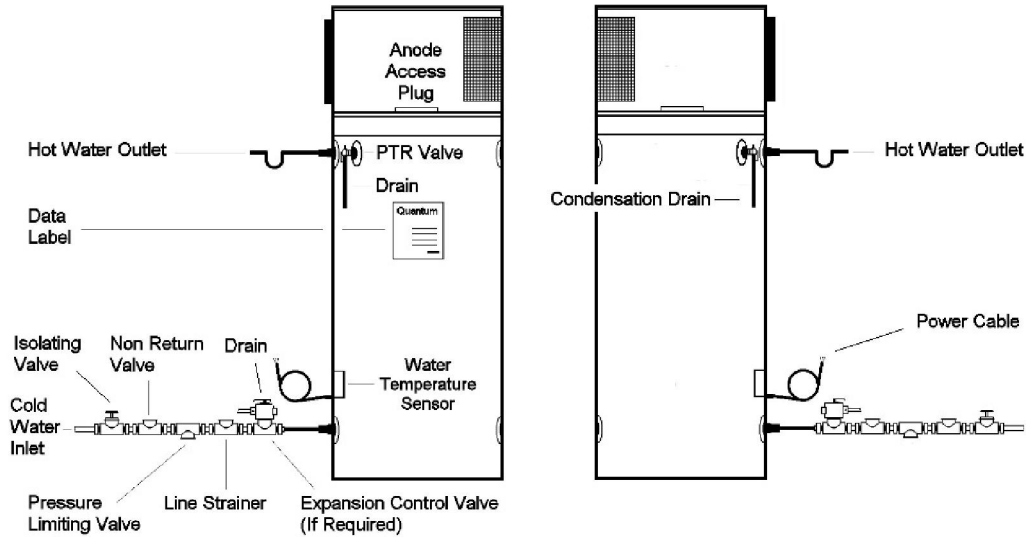 Anode
Access
Plug
Hot Water Outlet
PTR Valve
Drain
Data
Label
Quantum
Isolating
Valve
Non Return
Valve
Drain
Water
Temperature
Sensor
Cold
Water
Inlet
Pressure
Limiting Valve
Line Strainer
Expansion Control Valve
(If Required)
Hot Water Outlet
Condensation Drain
Power Cable